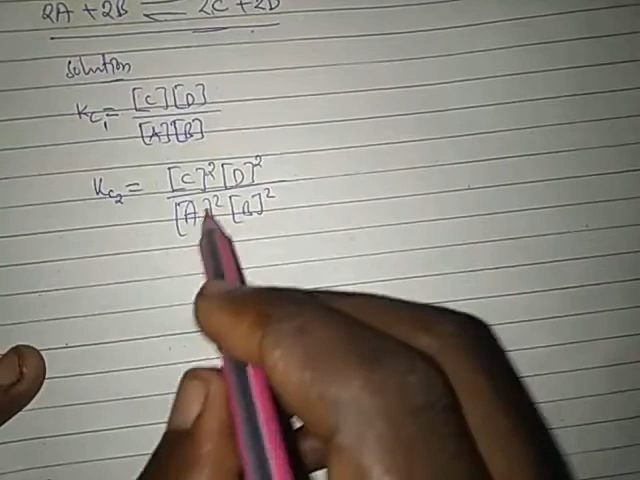 2A + 2B ⇌ 2C + 2D
solution
Kc₁ = [C][D] / [A][B]
Kc₂ = [C]² [D]² / [A]² [B]²